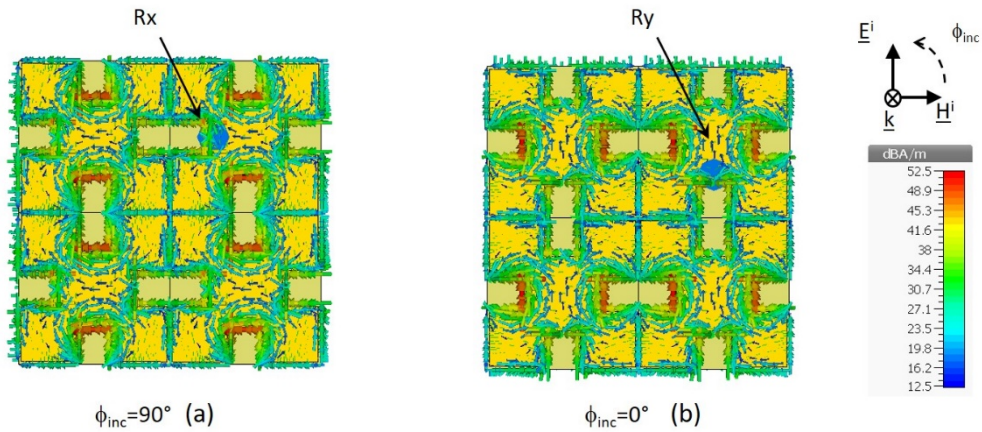 Rx
Ry
E^i
ϕ_inc
k
H^i
dBA/m
52.5
48.9
45.3
41.6
38
34.4
30.7
27.1
23.5
19.8
16.2
12.5
ϕ_inc=90° (a)
ϕ_inc=0° (b)